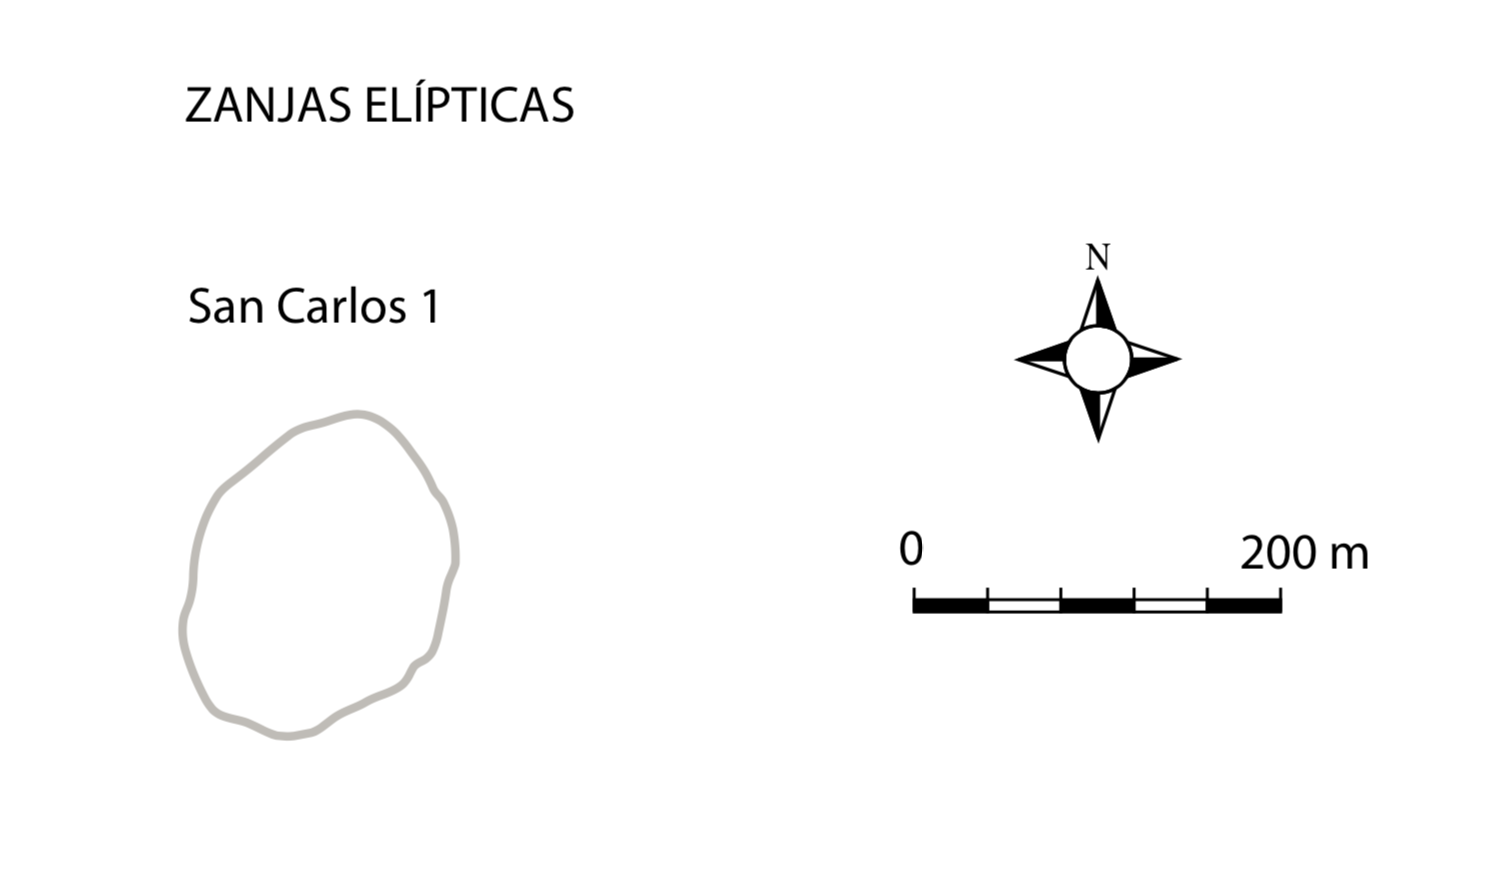 ZANJAS ELÍPTICAS
San Carlos 1
N
0
200 m